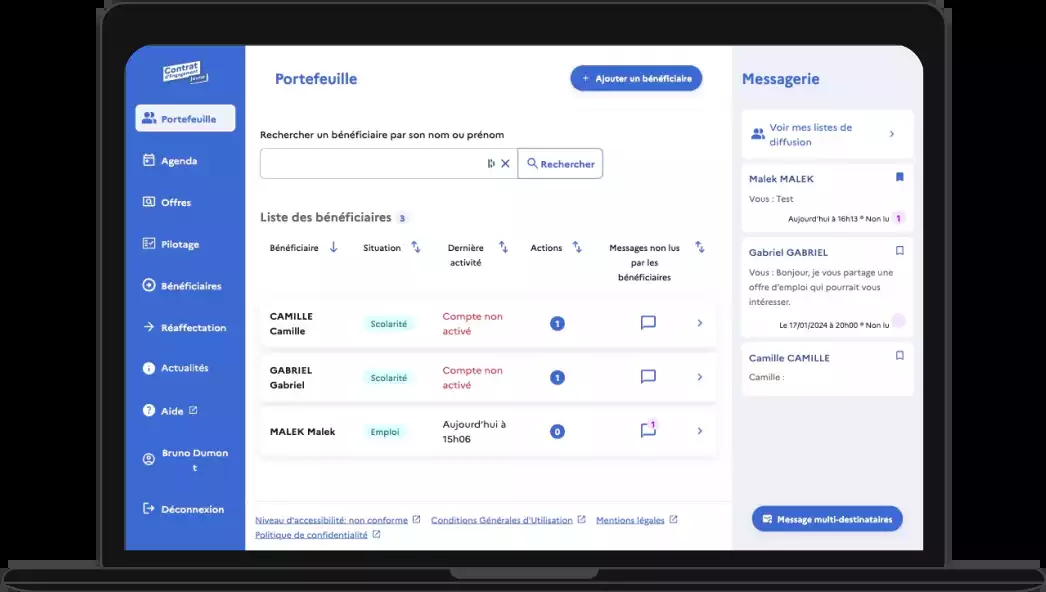 Contrat
d'Engagement
Jeune
Portefeuille
Agenda
Offres
Pilotage
Bénéficiaires
Réaffectation
Actualités
Aide
Bruno Dumon
t
Déconnexion
Portefeuille
+ Ajouter un bénéficiaire
Rechercher un bénéficiaire par son nom ou prénom
Rechercher
Liste des bénéficiaires 3
Bénéficiaire
Situation
Dernière
activité
Actions
Messages non lus
par les
bénéficiaires
CAMILLE
Camille
Scolarité
Compte non
activé
1
GABRIEL
Gabriel
Scolarité
Compte non
activé
1
MALEK Malek
Emploi
Aujourd'hui à
15h06
0
1
Niveau d'accessibilité: non conforme
Conditions Générales d'Utilisation
Mentions légales
Politique de confidentialité
Messagerie
Voir mes listes de
diffusion
Malek MALEK
Vous : Test
Aujourd'hui à 16h13 • Non lu 1
Gabriel GABRIEL
Vous : Bonjour, je vous partage une
offre d'emploi qui pourrait vous
intéresser.
Le 17/01/2024 à 20h00 • Non lu
Camille CAMILLE
Camille :
Message multi-destinataires